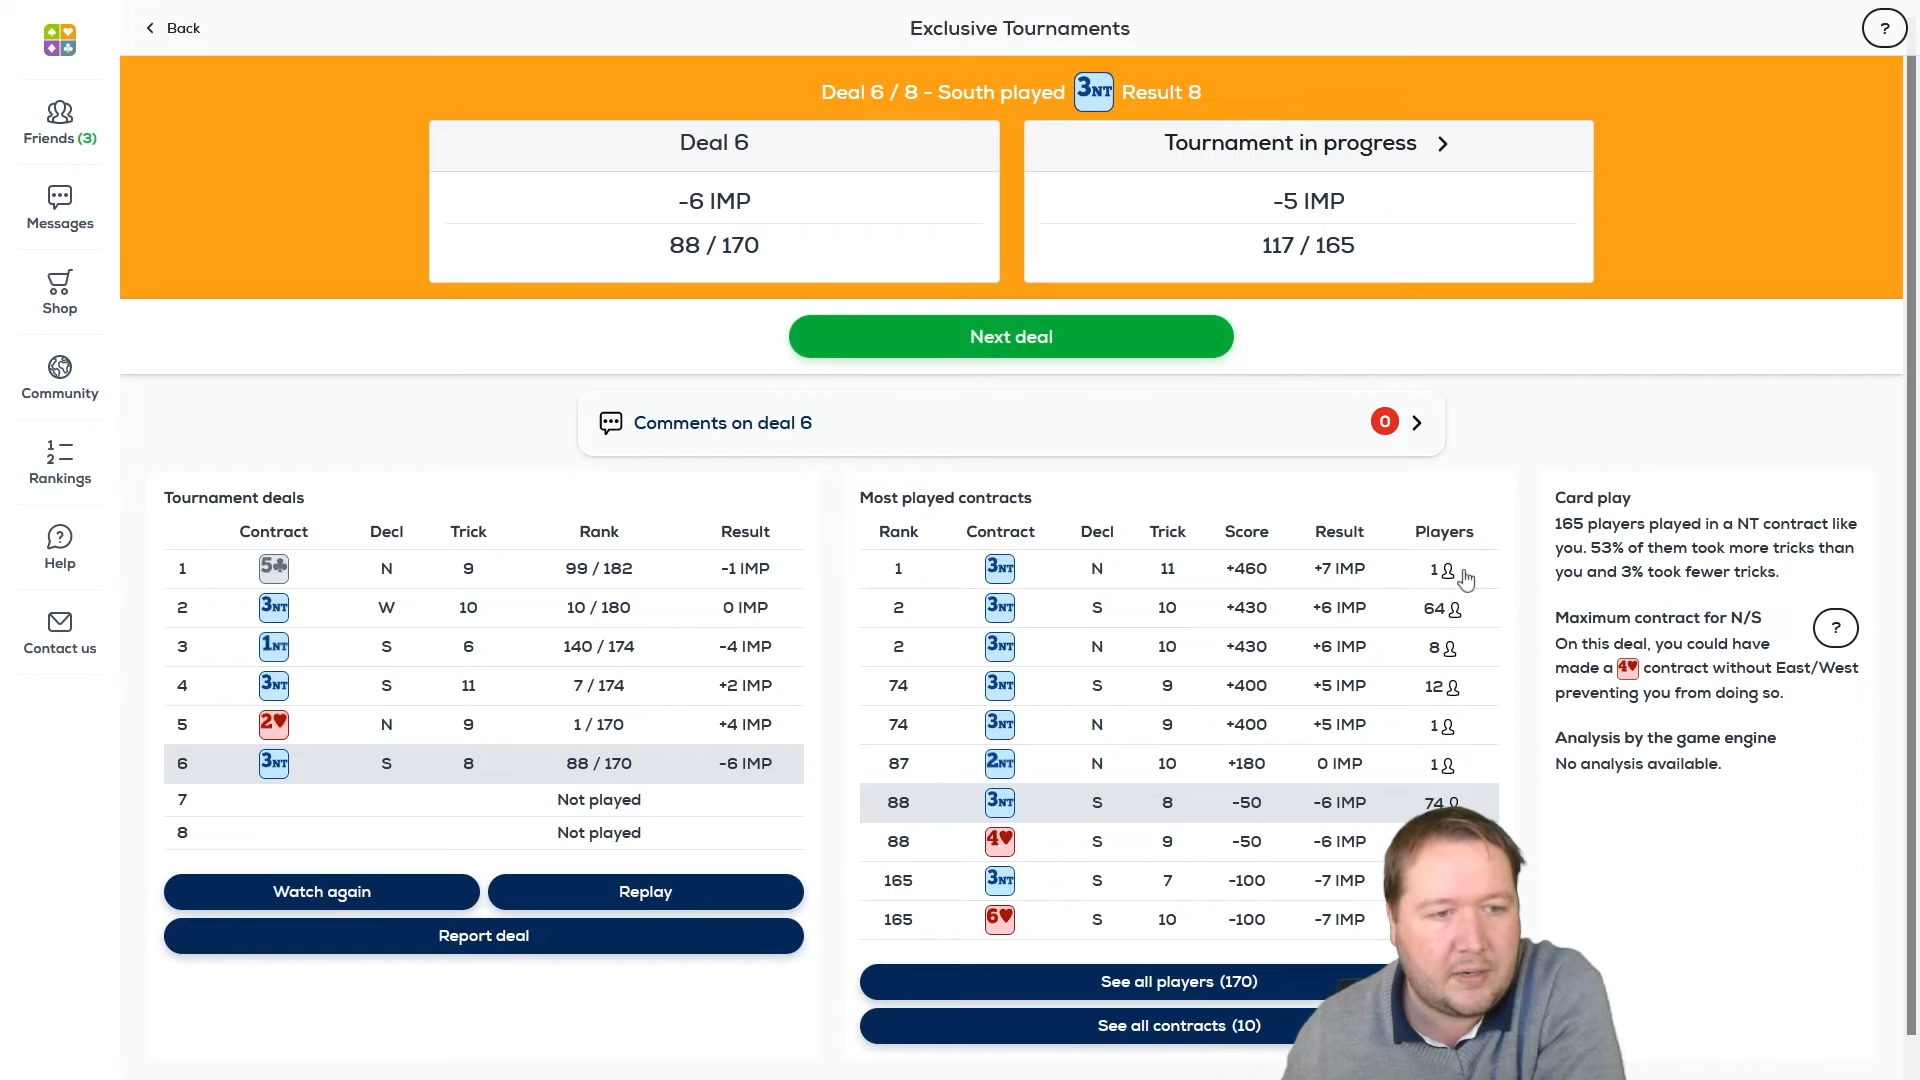 Back
Exclusive Tournaments
?
Friends (3)
Messages
Shop
Community
1
2
Rankings
Help
Contact us
Deal 6 / 8 - South played 3NT Result 8
Deal 6
-6 IMP
88 / 170
Tournament in progress
-5 IMP
117 / 165
Next deal
Comments on deal 6
0
Tournament deals
Contract Decl Trick Rank Result
1 5♣ N 9 99 / 182 -1 IMP
2 3NT W 10 10 / 180 0 IMP
3 1NT S 6 140 / 174 -4 IMP
4 3NT S 11 7 / 174 +2 IMP
5 2♥ N 9 1 / 170 +4 IMP
6 3NT S 8 88 / 170 -6 IMP
7 Not played
8 Not played
Watch again
Replay
Report deal
Most played contracts
Rank Contract Decl Trick Score Result Players
1 3NT N 11 +460 +7 IMP 1
2 3NT S 10 +430 +6 IMP 64
2 3NT N 10 +430 +6 IMP 8
74 3NT S 9 +400 +5 IMP 12
74 3NT N 9 +400 +5 IMP 1
87 2NT N 10 +180 0 IMP 1
88 3NT S 8 -50 -6 IMP 74
88 4♥ S 9 -50 -6 IMP
165 3NT S 7 -100 -7 IMP
165 6♥ S 10 -100 -7 IMP
See all players (170)
See all contracts (10)
Card play
165 players played in a NT contract like
you. 53% of them took more tricks than
you and 3% took fewer tricks.
Maximum contract for N/S
?
On this deal, you could have
made a 4♥ contract without East/West
preventing you from doing so.
Analysis by the game engine
No analysis available.